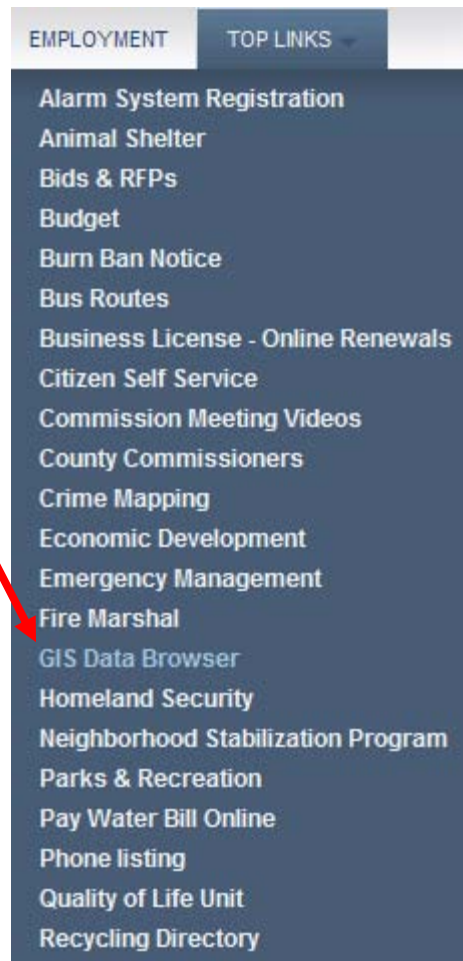 EMPLOYMENT TOP LINKS
Alarm System Registration
Animal Shelter
Bids & RFPs
Budget
Burn Ban Notice
Bus Routes
Business License - Online Renewals
Citizen Self Service
Commission Meeting Videos
County Commissioners
Crime Mapping
Economic Development
Emergency Management
Fire Marshal
GIS Data Browser
Homeland Security
Neighborhood Stabilization Program
Parks & Recreation
Pay Water Bill Online
Phone listing
Quality of Life Unit
Recycling Directory